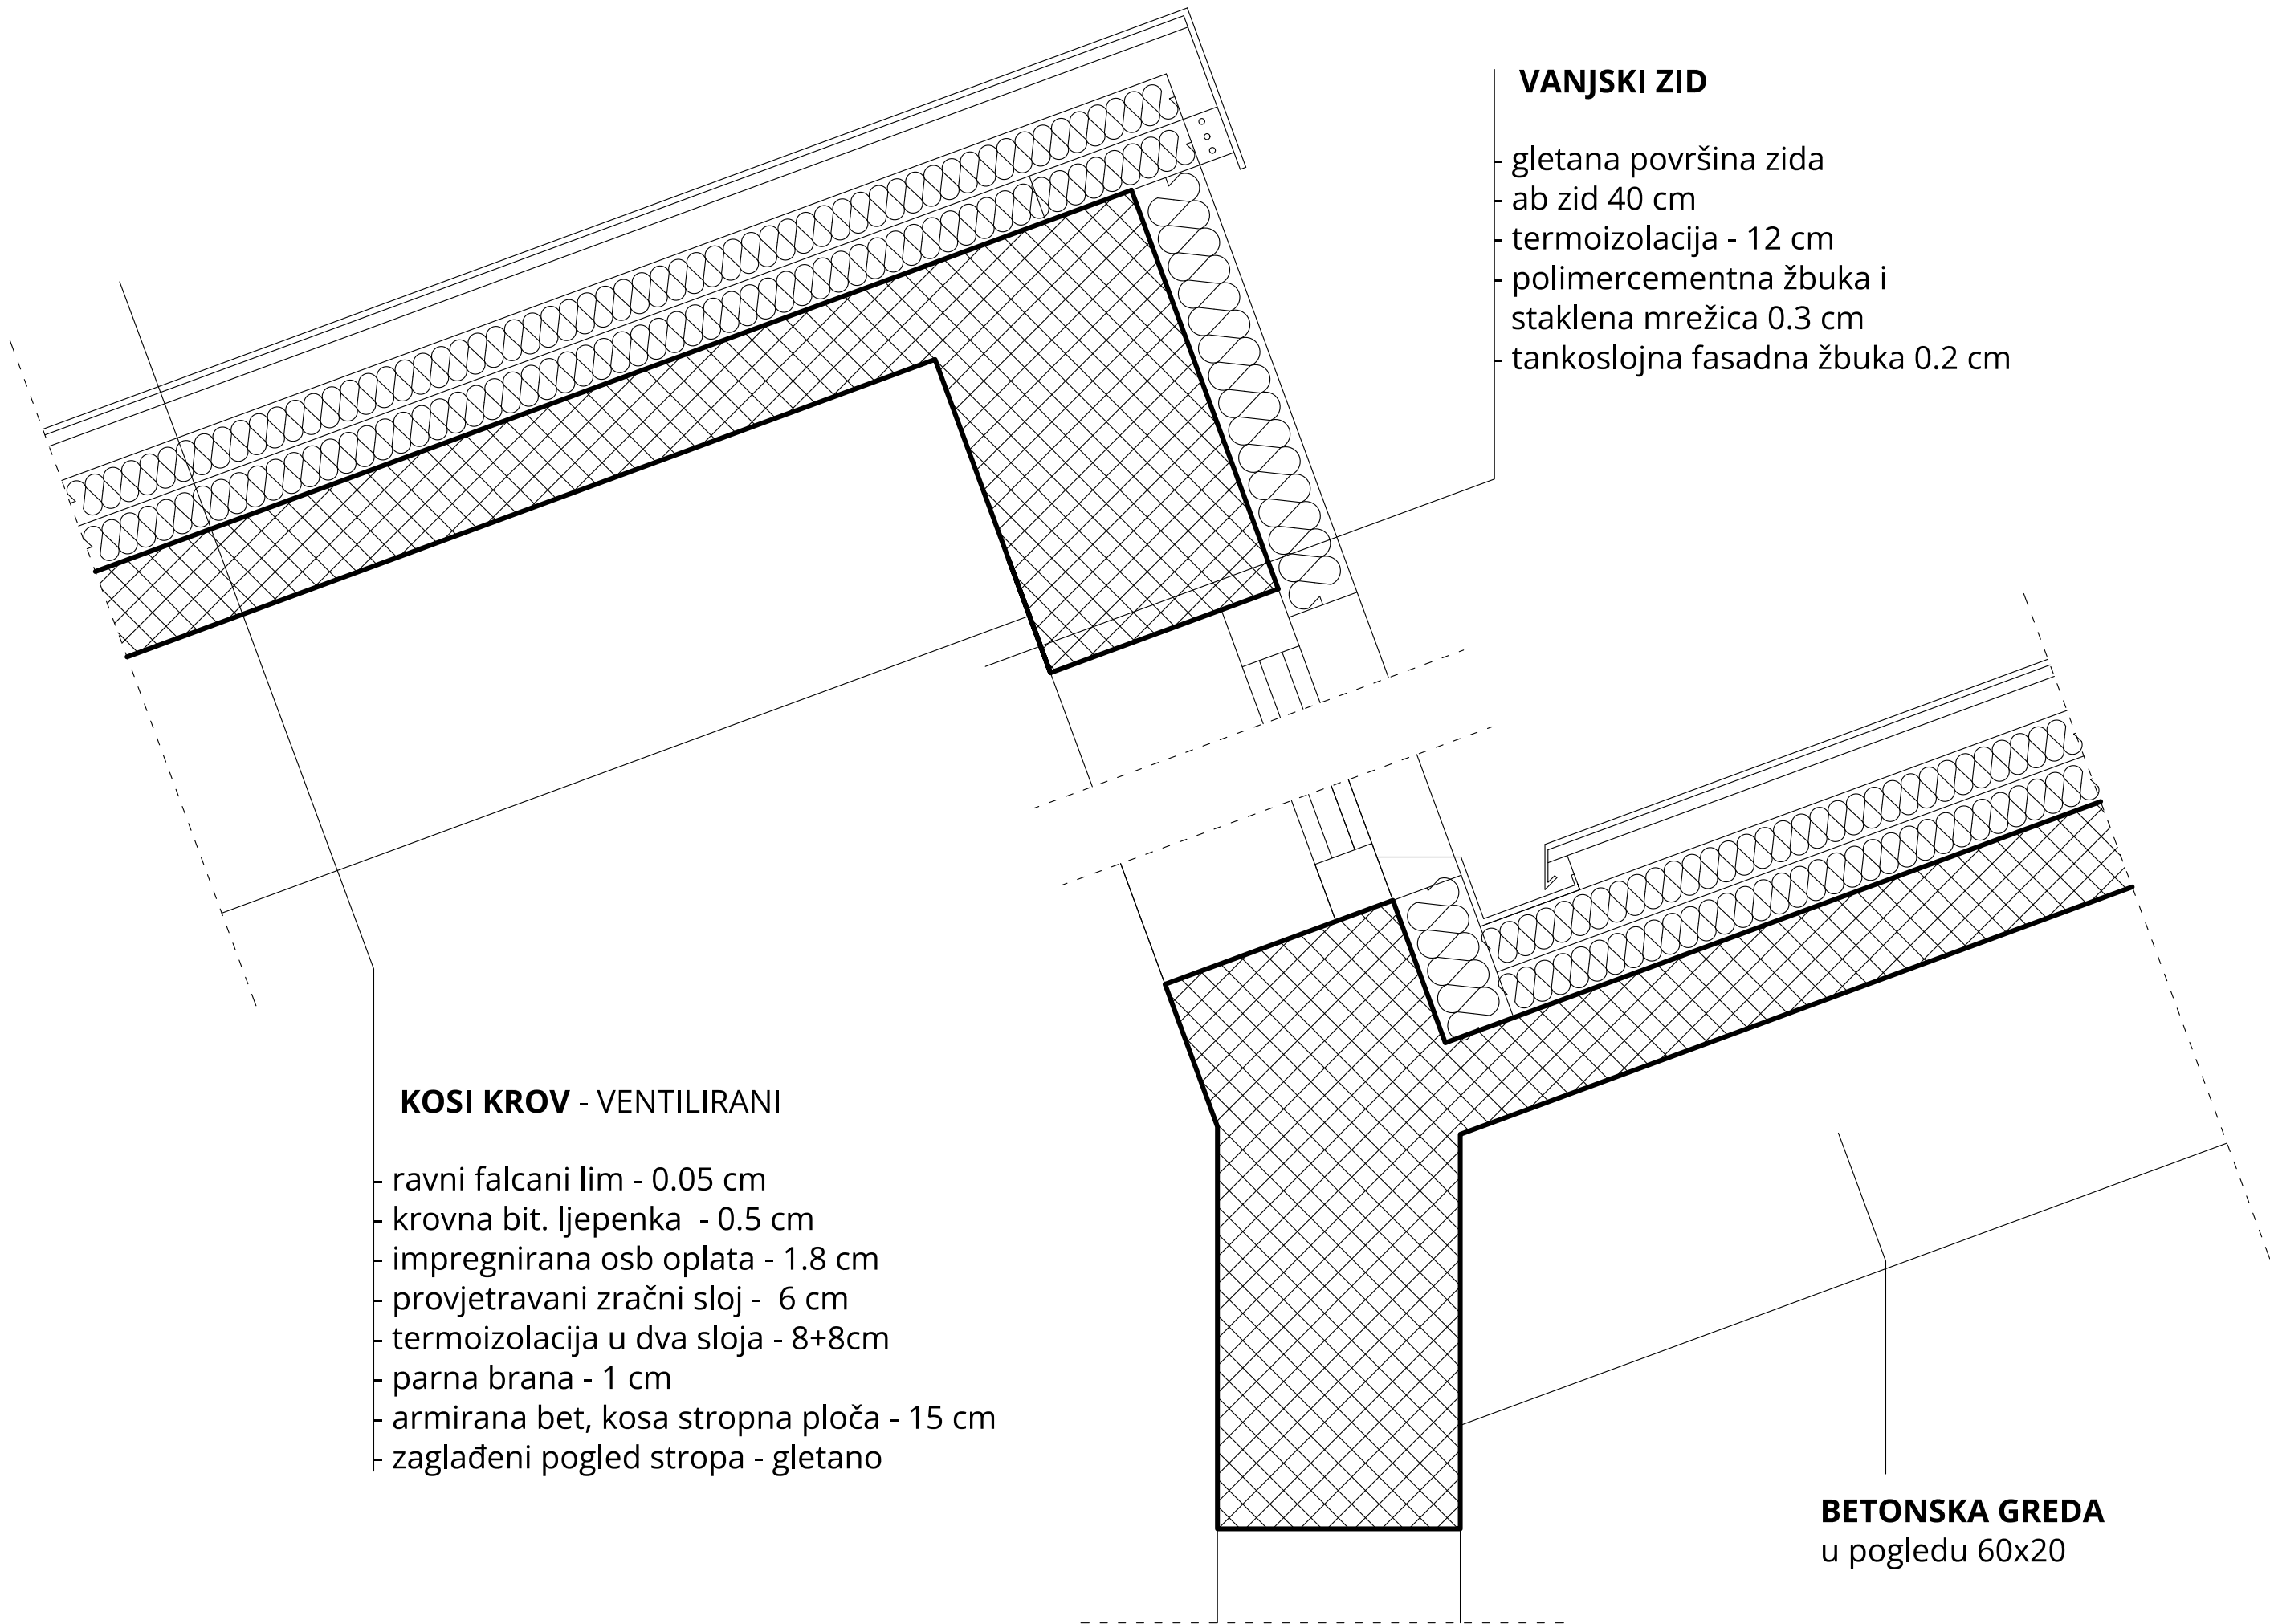 VANJSKI ZID
- gletana površina zida
- ab zid 40 cm
- termoizolacija - 12 cm
- polimercementna žbuka i
staklena mrežica 0.3 cm
- tankoslojna fasadna žbuka 0.2 cm
KOSI KROV - VENTILIRANI
- ravni falcani lim - 0.05 cm
- krovna bit. ljepenka - 0.5 cm
- impregnirana osb oplata - 1.8 cm
- provjetravani zračni sloj - 6 cm
- termoizolacija u dva sloja - 8+8cm
- parna brana - 1 cm
- armirana bet, kosa stropna ploča - 15 cm
- zaglađeni pogled stropa - gletano
BETONSKA GREDA
u pogledu 60x20